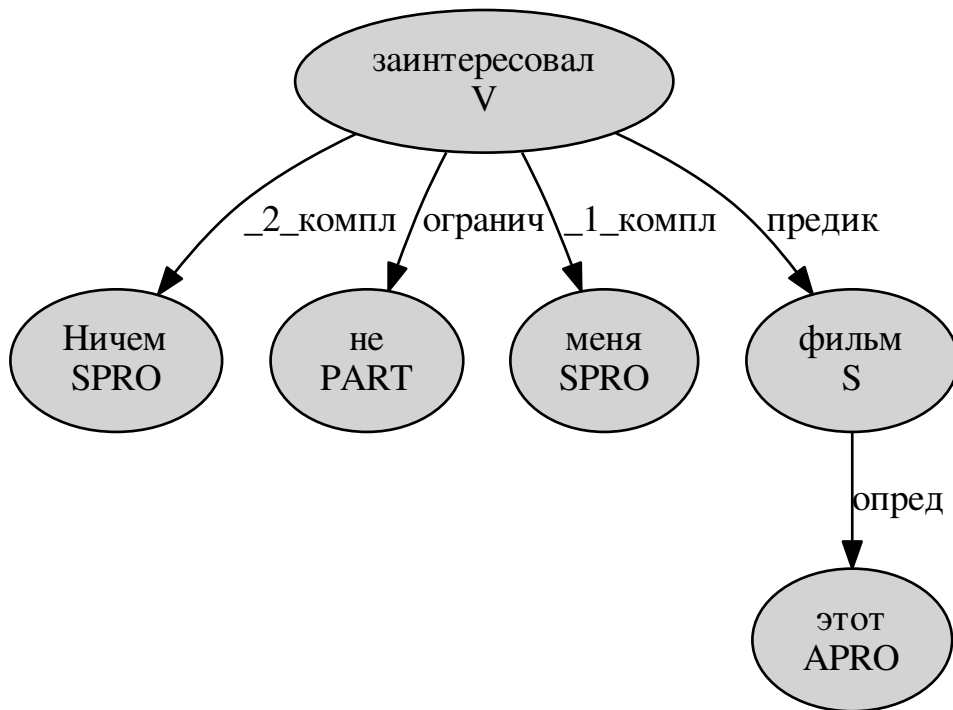 заинтересовал
V
_2_компл
огранич
_1_компл
предик
Ничем
SPRO
не
PART
меня
SPRO
фильм
S
опред
этот
APRO